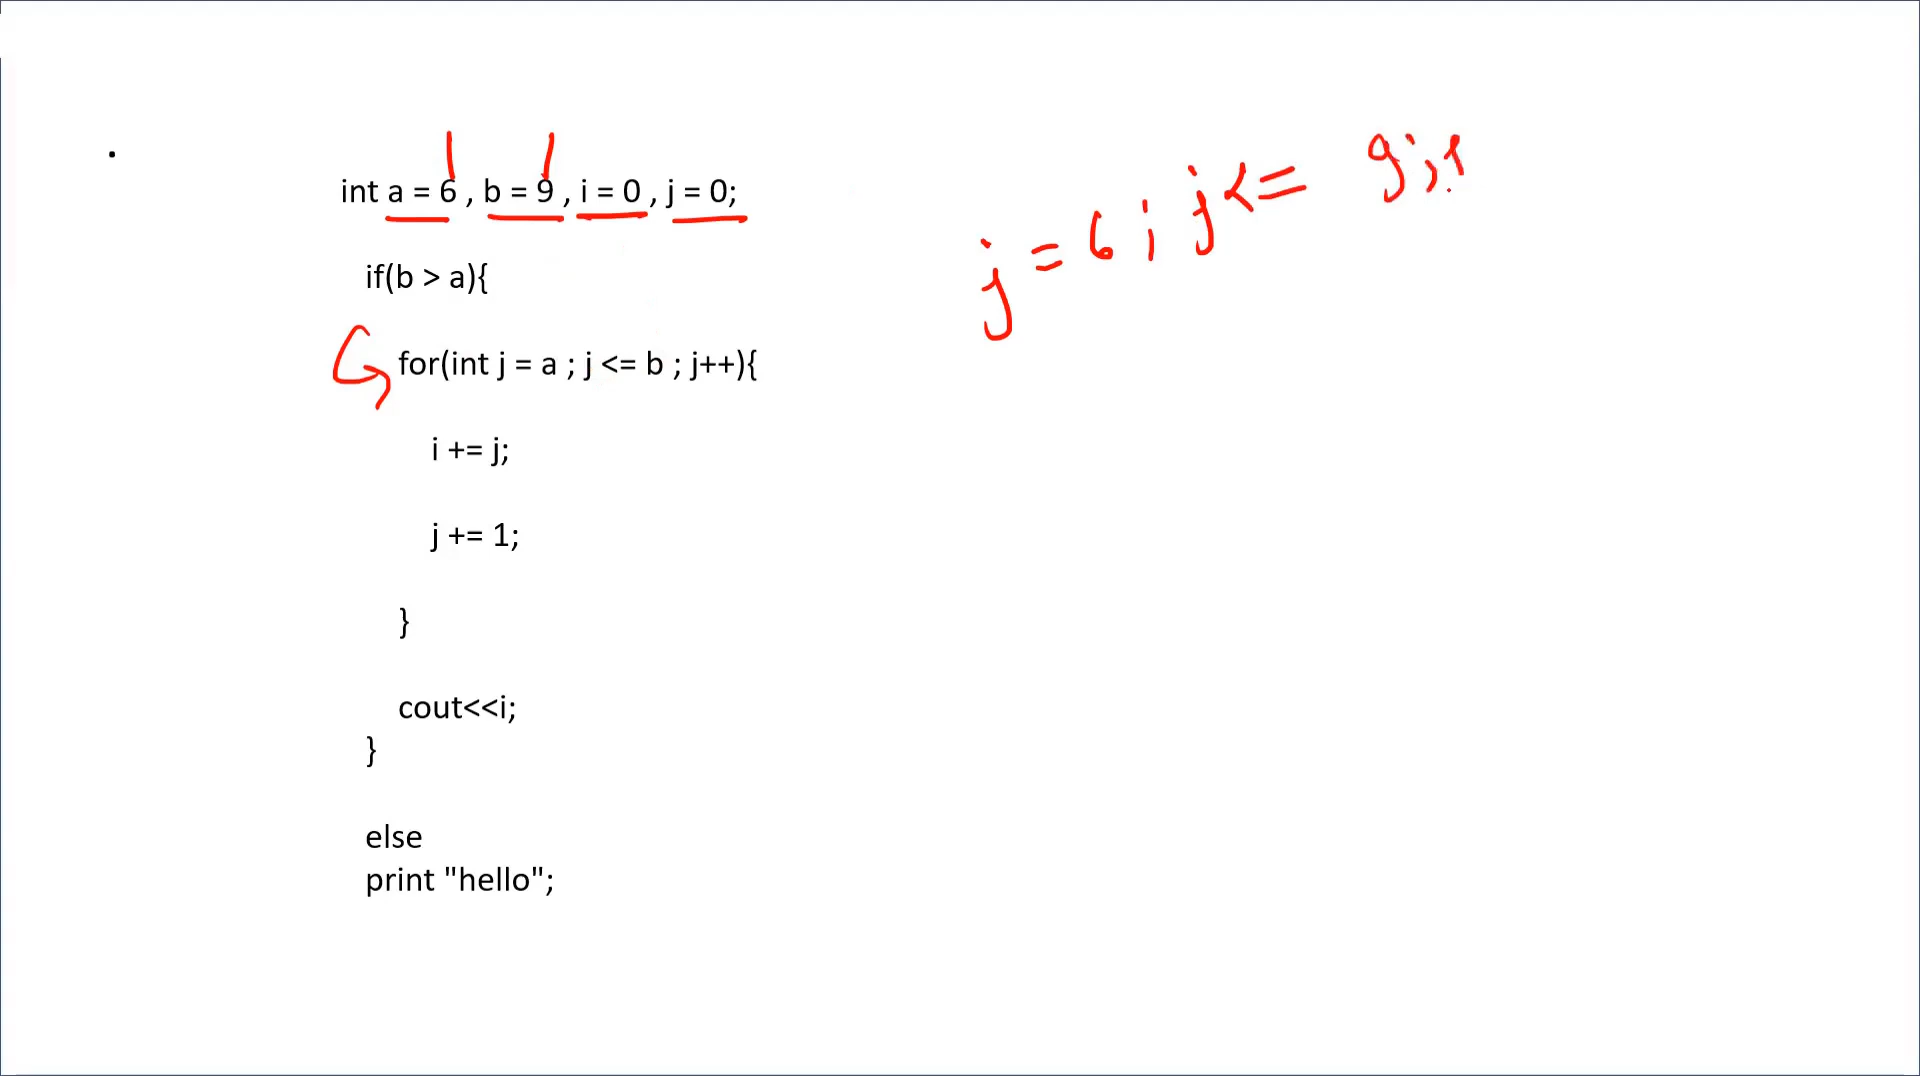 int a = 6 , b = 9 , i = 0 , j = 0;
j = 6 ; j <= 9 ;
if(b > a){
for(int j = a ; j <= b ; j++){
i += j;
j += 1;
}
cout<<i;
}
else
print "hello";